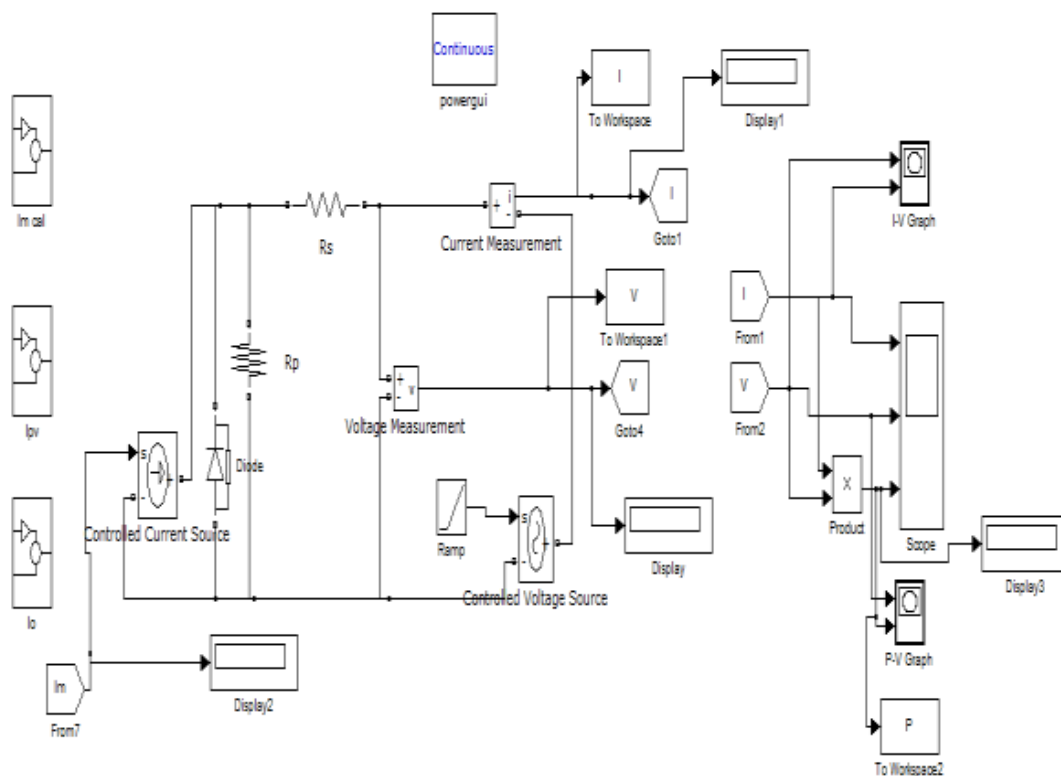 Continuous
powergui
I
To Workspace
Display1
Im cal
Rs
+
i
-
Current Measurement
I
Goto1
I-V Graph
V
To Workspace1
I
From1
Ipv
Rp
+
v
-
Voltage Measurement
V
Goto4
V
From2
s
+
-
Controlled Current Source
Diode
X
Product
Scope
Ramp
s
+
-
Controlled Voltage Source
Display
Display3
Io
P-V Graph
Im
From7
Display2
P
To Workspace2